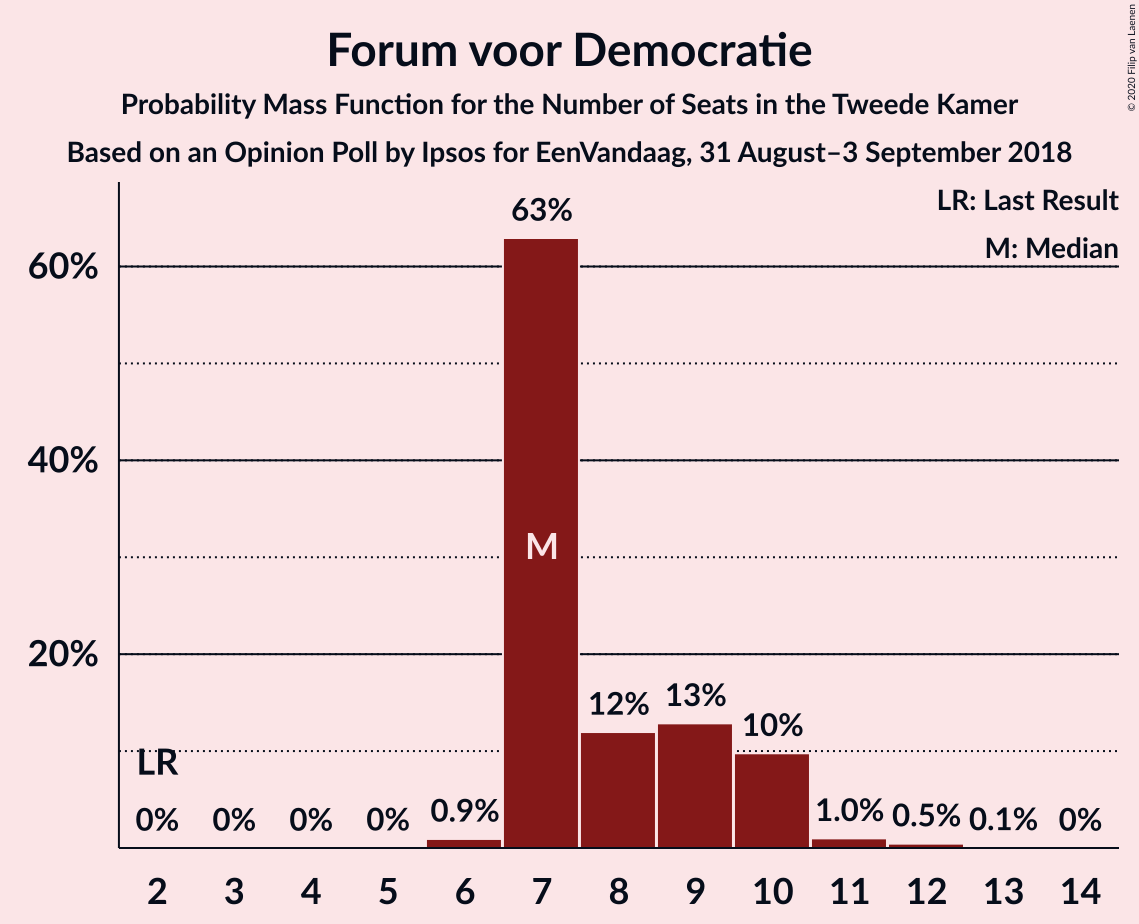 © 2020 Filip van Laenen
Forum voor Democratie
Probability Mass Function for the Number of Seats in the Tweede Kamer
Based on an Opinion Poll by Ipsos for EenVandaag, 31 August–3 September 2018
LR: Last Result
M: Median
63%
60%
40%
M
20%
12% 13% 10%
LR
0% 0% 0% 0% 0.9% 1.0% 0.5% 0.1% 0%
2 3 4 5 6 7 8 9 10 11 12 13 14